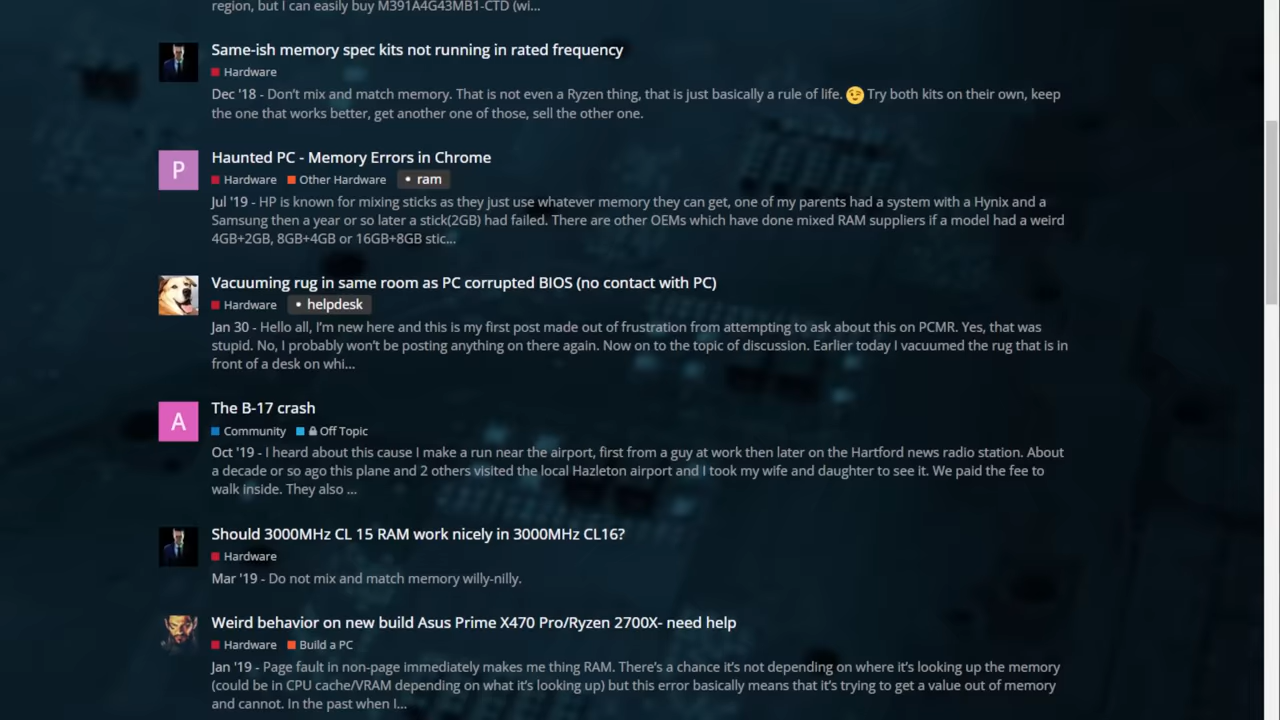 region, but I can easily buy M391A4G43MB1-CTD (wi...
Same-ish memory spec kits not running in rated frequency
Hardware
Dec '18 - Don't mix and match memory. That is not even a Ryzen thing, that is just basically a rule of life. 😉 Try both kits on their own, keep
the one that works better, get another one of those, sell the other one.
P
Haunted PC - Memory Errors in Chrome
Hardware Other Hardware • ram
Jul '19 - HP is known for mixing sticks as they just use whatever memory they can get, one of my parents had a system with a Hynix and a
Samsung then a year or so later a stick(2GB) had failed. There are other OEMs which have done mixed RAM suppliers if a model had a weird
4GB+2GB, 8GB+4GB or 16GB+8GB stic...
Vacuuming rug in same room as PC corrupted BIOS (no contact with PC)
Hardware • helpdesk
Jan 30 - Hello all, I'm new here and this is my first post made out of frustration from attempting to ask about this on PCMR. Yes, that was
stupid. No, I probably won't be posting anything on there again. Now on to the topic of discussion. Earlier today I vacuumed the rug that is in
front of a desk on whi...
A
The B-17 crash
Community Off Topic
Oct '19 - I heard about this cause I make a run near the airport, first from a guy at work then later on the Hartford news radio station. About
a decade or so ago this plane and 2 others visited the local Hazleton airport and I took my wife and daughter to see it. We paid the fee to
walk inside. They also ...
Should 3000MHz CL 15 RAM work nicely in 3000MHz CL16?
Hardware
Mar '19 - Do not mix and match memory willy-nilly.
Weird behavior on new build Asus Prime X470 Pro/Ryzen 2700X- need help
Hardware Build a PC
Jan '19 - Page fault in non-page immediately makes me thing RAM. There's a chance it's not depending on where it's looking up the memory
(could be in CPU cache/VRAM depending on what it's looking up) but this error basically means that it's trying to get a value out of memory
and cannot. In the past when I...